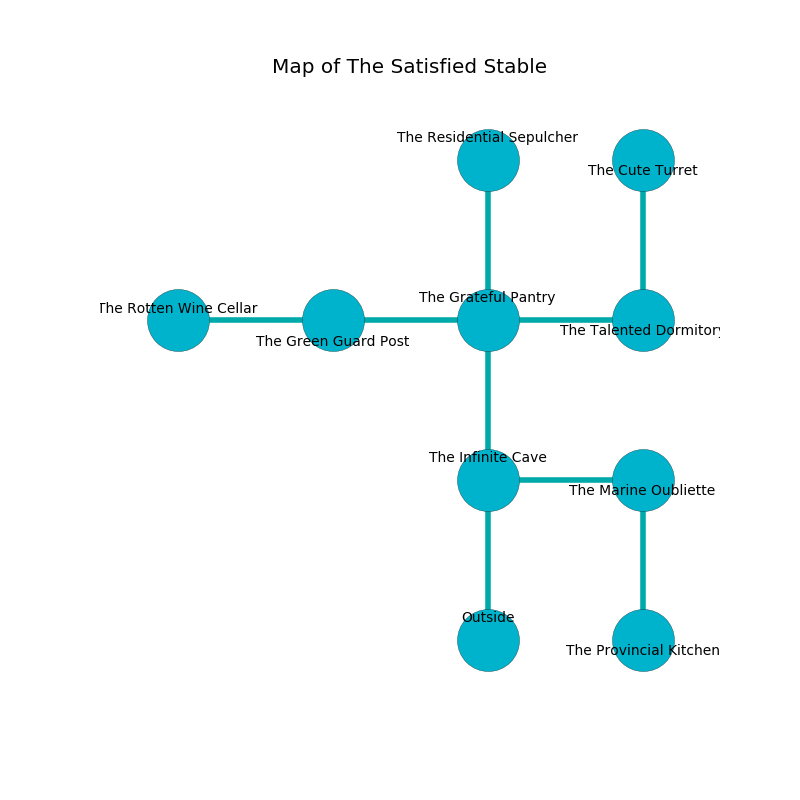 Map of The Satisfied Stable
The Residential Sepulcher
The Cute Turret
The Grateful Pantry
The Rotten Wine Cellar
The Talented Dormitory
The Green Guard Post
The Infinite Cave
The Marine Oubliette
Outside
The Provincial Kitchen